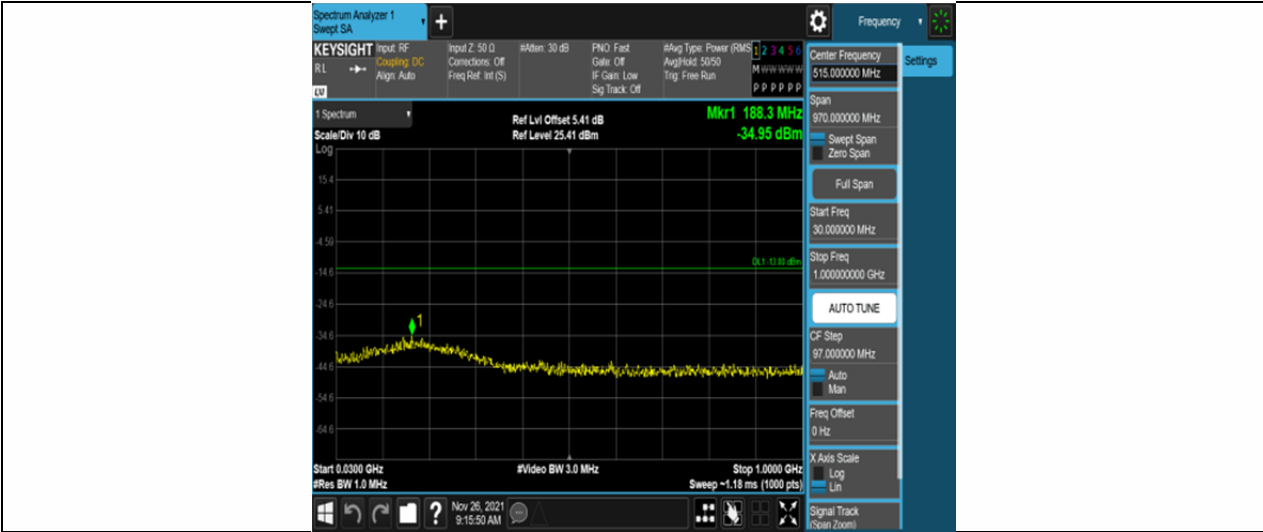 Spectrum Analyzer 1
Swept SA
+
Frequency
KEYSIGHT
RL
LV
Input: RF
Coupling: DC
Align: Auto
Input Z: 50 Ω
Corrections: Off
Freq Ref: Int (S)
#Atten: 30 dB
PNO: Fast
Gate: Off
IF Gain: Low
Sig Track: Off
#Avg Type: Power (RMS
Avg|Hold: 50/50
Trig: Free Run
1 2 3 4 5 6
M W W W W W
P P P P P P
1 Spectrum
Scale/Div 10 dB
Log
Ref Lvl Offset 5.41 dB
Ref Level 25.41 dBm
Mkr1 188.3 MHz
-34.95 dBm
15.4
5.41
-4.59
-14.6
-24.6
-34.6
-44.6
-54.6
-64.6
DL1 -13.00 dBm
1
Start 0.0300 GHz
#Res BW 1.0 MHz
#Video BW 3.0 MHz
Stop 1.0000 GHz
Sweep ~1.18 ms (1000 pts)
?
Nov 26, 2021
9:15:50 AM
Center Frequency
515.000000 MHz
Settings
Span
970.000000 MHz
Swept Span
Zero Span
Full Span
Start Freq
30.000000 MHz
Stop Freq
1.000000000 GHz
AUTO TUNE
CF Step
97.000000 MHz
Auto
Man
Freq Offset
0 Hz
X Axis Scale
Log
Lin
Signal Track
(Span Zoom)